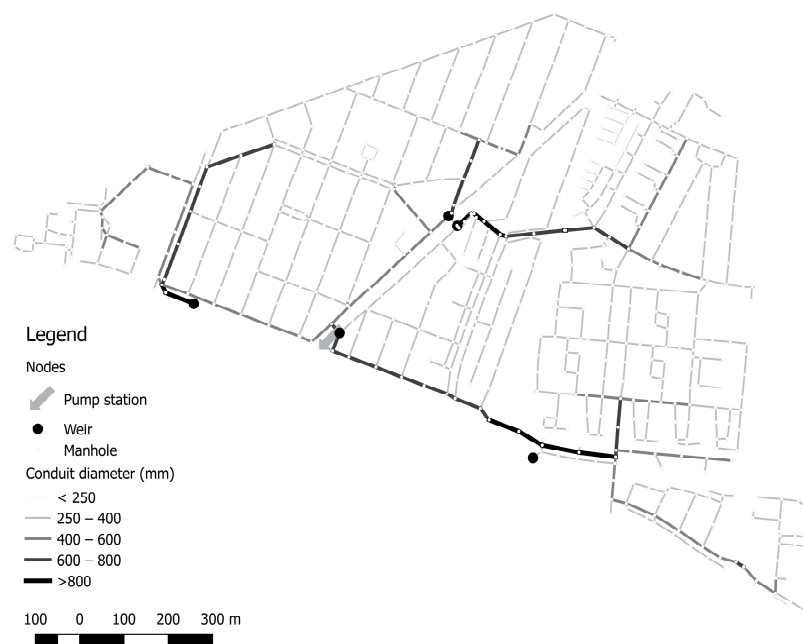 Legend
Nodes
Pump station
Weir
Manhole
Conduit diameter (mm)
< 250
250 – 400
400 – 600
600 – 800
>800
100 0 100 200 300 m